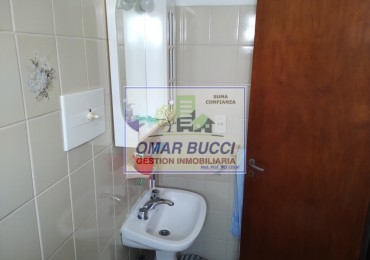 SUMA
CONFIANZA
OMAR BUCCI
GESTION INMOBILIARIA